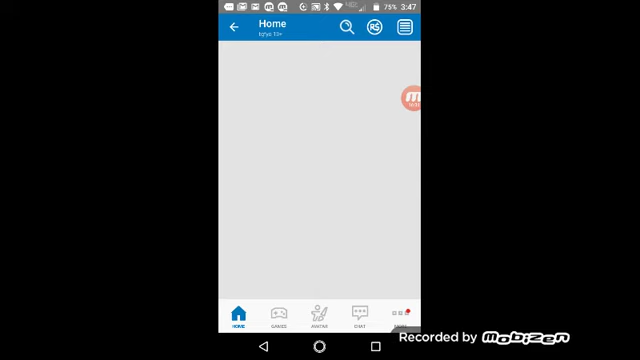 75% 3:47
Home
R$
HOME
GAMES
AVATAR
CHAT
Recorded by mobizen